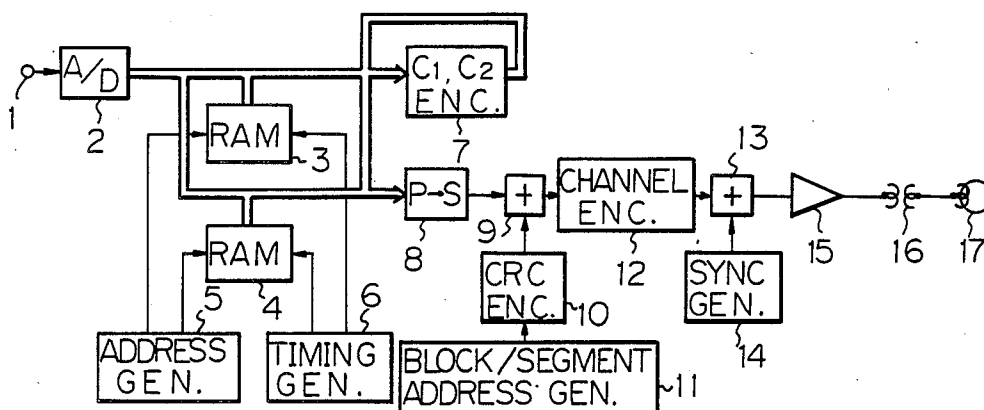 1
A/D
2
RAM
3
C1, C2
ENC.
7
RAM
4
P→S
8
+
9
CHANNEL
ENC.
12
13
+
15
16
17
CRC
ENC.
10
SYNC
GEN.
14
5
ADDRESS
GEN.
6
TIMING
GEN.
BLOCK/SEGMENT
ADDRESS GEN.
11